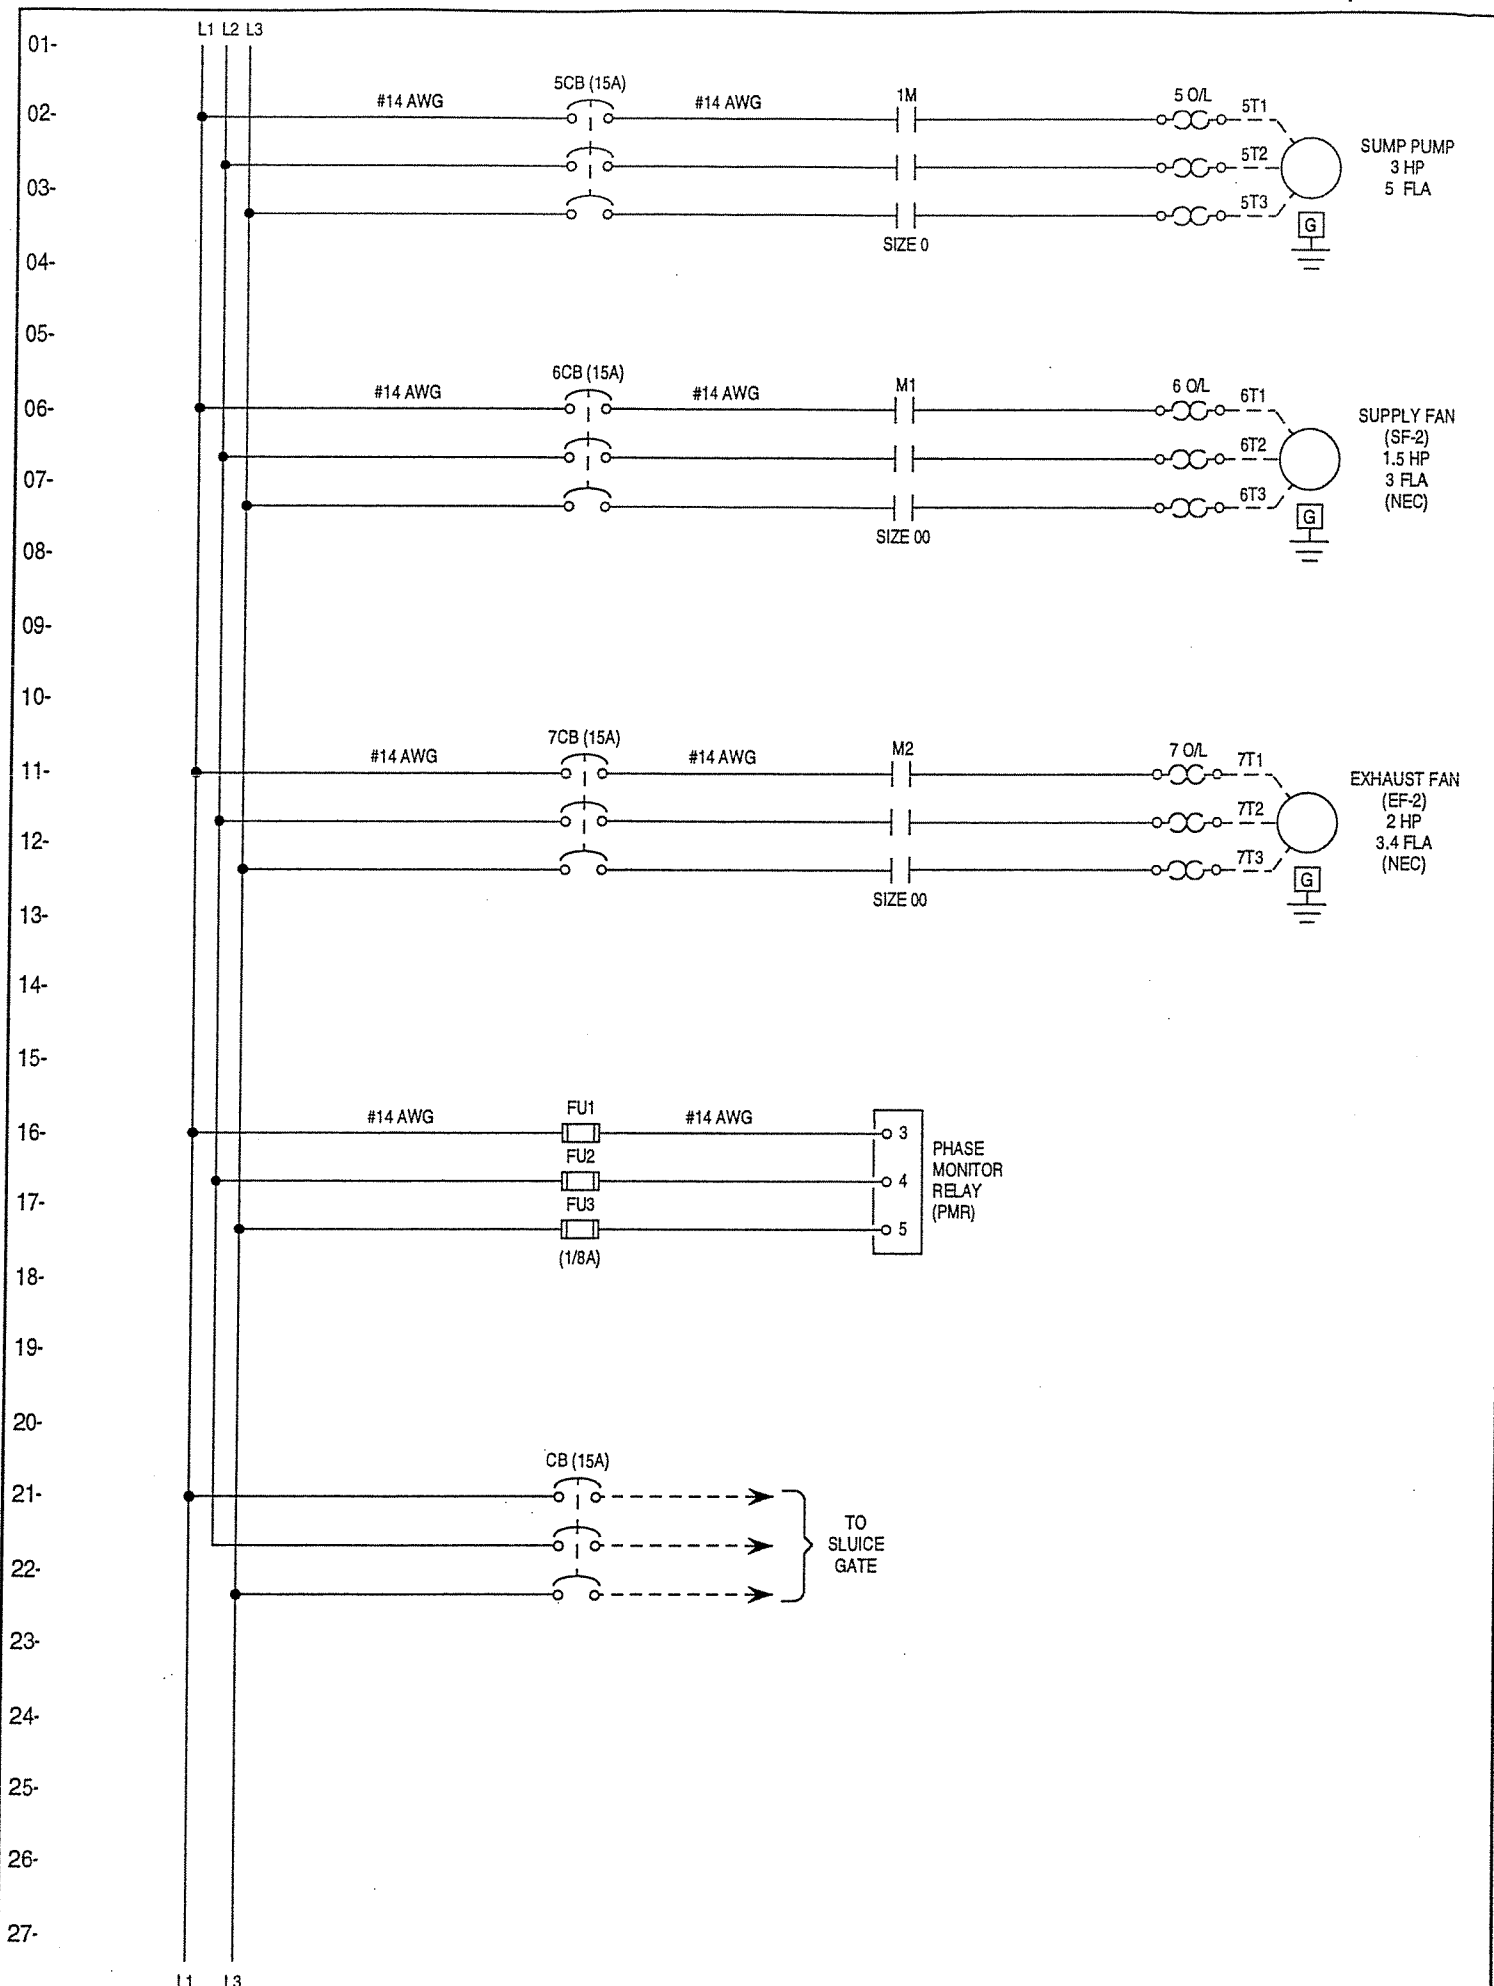 L1 L2 L3
01-
5CB (15A)
#14 AWG
#14 AWG
1M
5 O/L
5T1
02-
SUMP PUMP
3 HP
5 FLA
5T2
03-
5T3
G
SIZE 0
04-
05-
6CB (15A)
#14 AWG
#14 AWG
M1
6 O/L
6T1
06-
SUPPLY FAN
(SF-2)
1.5 HP
3 FLA
(NEC)
6T2
07-
6T3
G
SIZE 00
08-
09-
10-
7CB (15A)
#14 AWG
#14 AWG
M2
7 O/L
7T1
11-
EXHAUST FAN
(EF-2)
2 HP
3.4 FLA
(NEC)
7T2
12-
7T3
G
SIZE 00
13-
14-
15-
#14 AWG
FU1
#14 AWG
16-
3
FU2
4
PHASE
MONITOR
RELAY
(PMR)
17-
FU3
5
(1/8A)
18-
19-
20-
CB (15A)
21-
TO
SLUICE
GATE
22-
23-
24-
25-
26-
27-
L1 L3